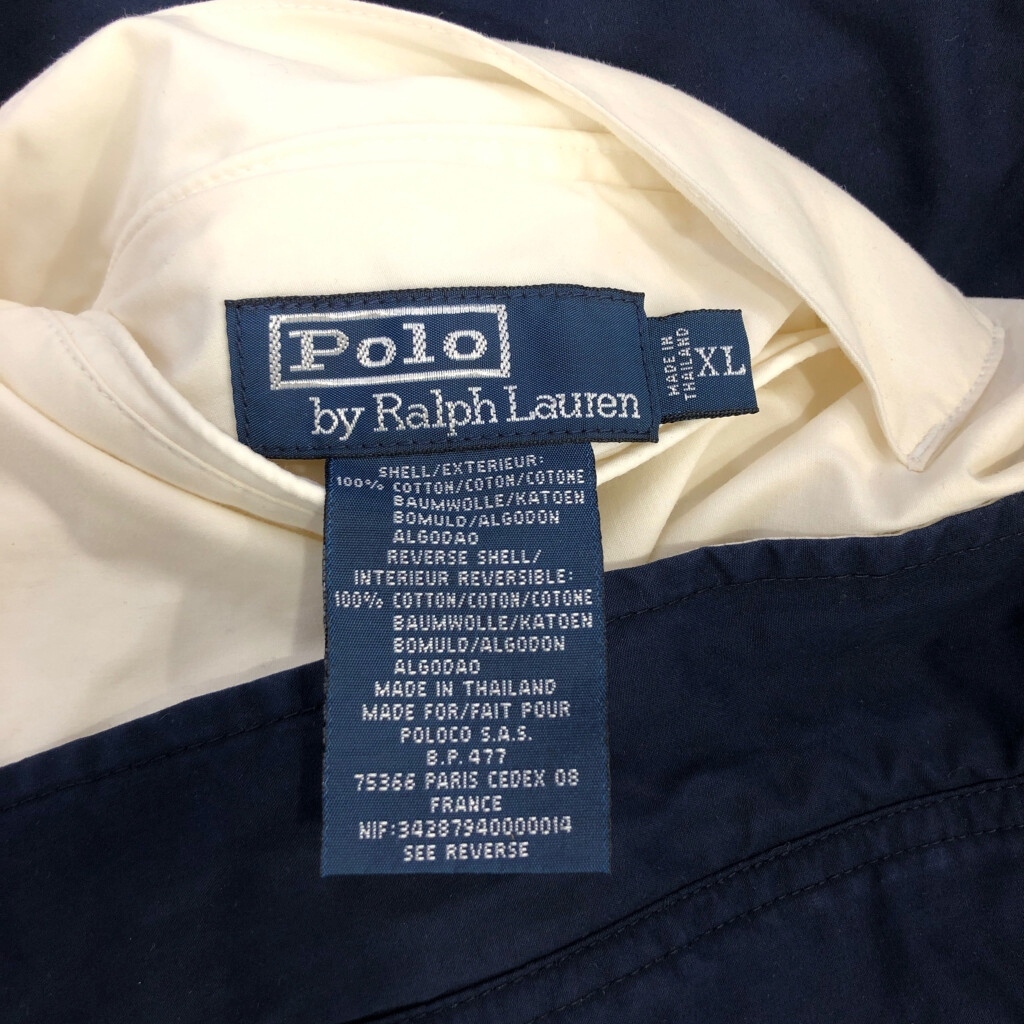 Polo
by Ralph Lauren
MADE IN
THAILAND
XL
SHELL/EXTERIEUR:
100% COTTON/COTON/COTONE
BAUMWOLLE/KATOEN
BOMULD/ALGODON
ALGODAO
REVERSE SHELL/
INTERIEUR REVERSIBLE:
100% COTTON/COTON/COTONE
BAUMWOLLE/KATOEN
BOMULD/ALGODON
ALGODAO
MADE IN THAILAND
MADE FOR/FAIT POUR
POLOCO S.A.S.
B.P. 477
75366 PARIS CEDEX 08
FRANCE
NIF:34287940000014
SEE REVERSE